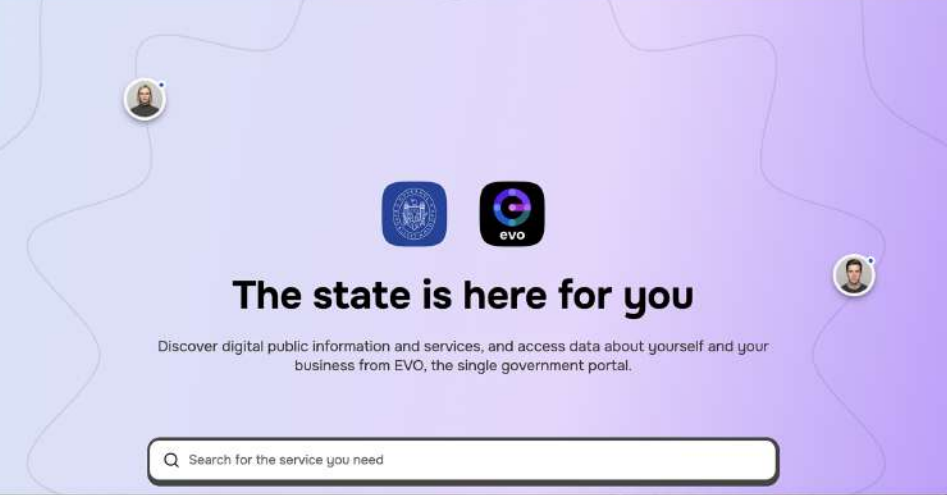 evo
The state is here for you
Discover digital public information and services, and access data about yourself and your
business from EVO, the single government portal.
Search for the service you need